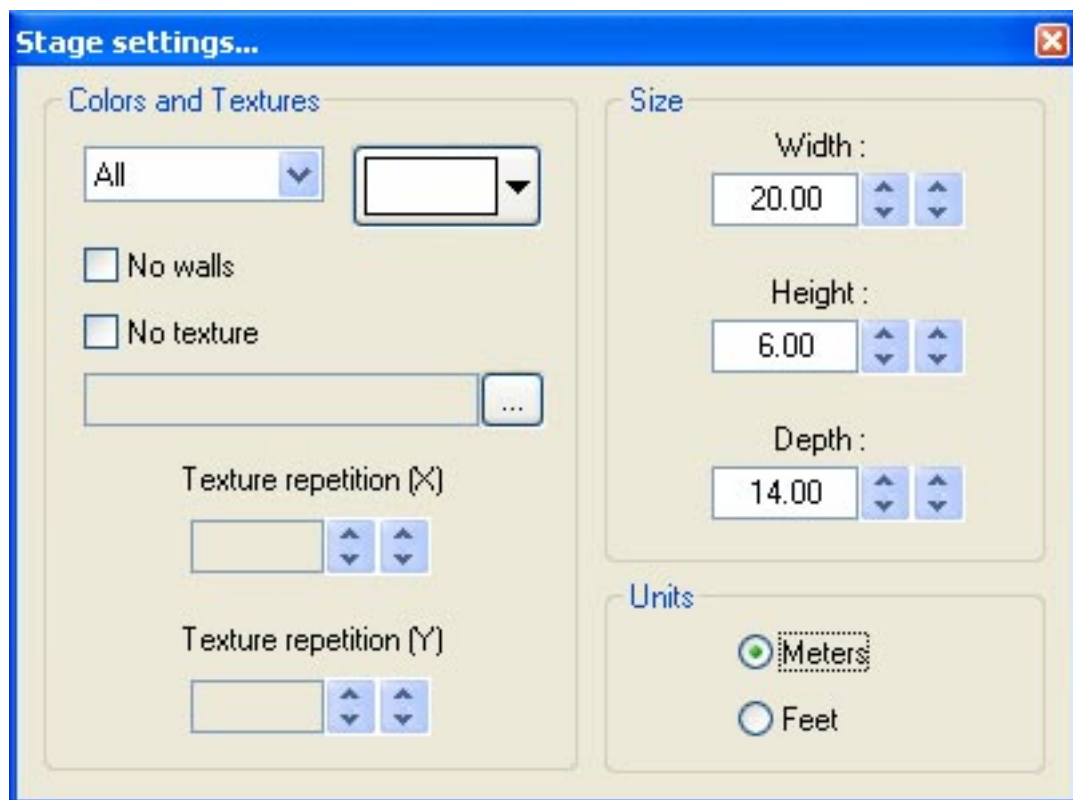 Stage settings...
Colors and Textures
All
No walls
No texture
...
Texture repetition (X)
Texture repetition (Y)
Size
Width :
20.00
Height :
6.00
Depth :
14.00
Units
Meters
Feet